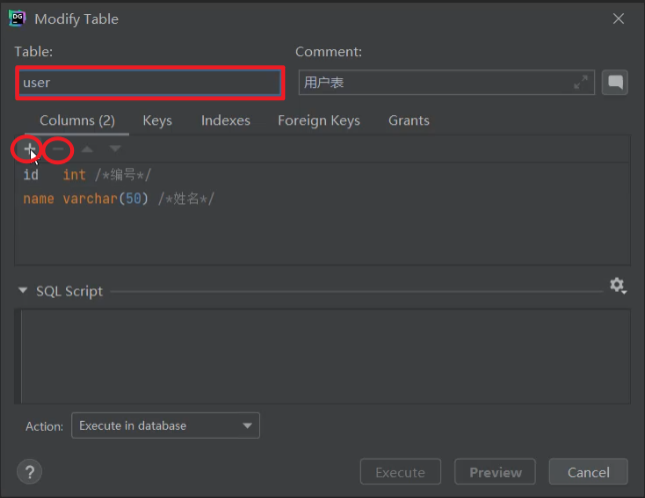 DG
Modify Table
Table:
Comment:
user
用户表
Columns (2)
Keys
Indexes
Foreign Keys
Grants
id int /*编号*/
name varchar(50) /*姓名*/
SQL Script
Action:
Execute in database
?
Execute
Preview
Cancel